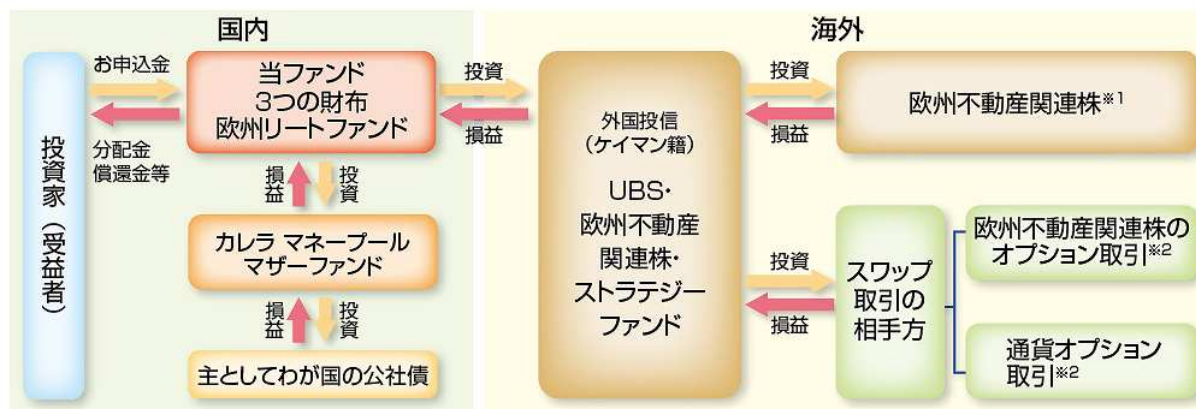 国内
海外
お申込金
分配金
償還金等
投資家（受益者）
当ファンド
3つの財布
欧州リートファンド
損益
投資
カレラ マネープール
マザーファンド
損益
投資
主としてわが国の公社債
投資
損益
外国投信
（ケイマン籍）
UBS・
欧州不動産
関連株・
ストラテジー
ファンド
投資
損益
欧州不動産関連株※1
投資
損益
スワップ
取引の
相手方
欧州不動産関連株の
オプション取引※2
通貨オプション
取引※2